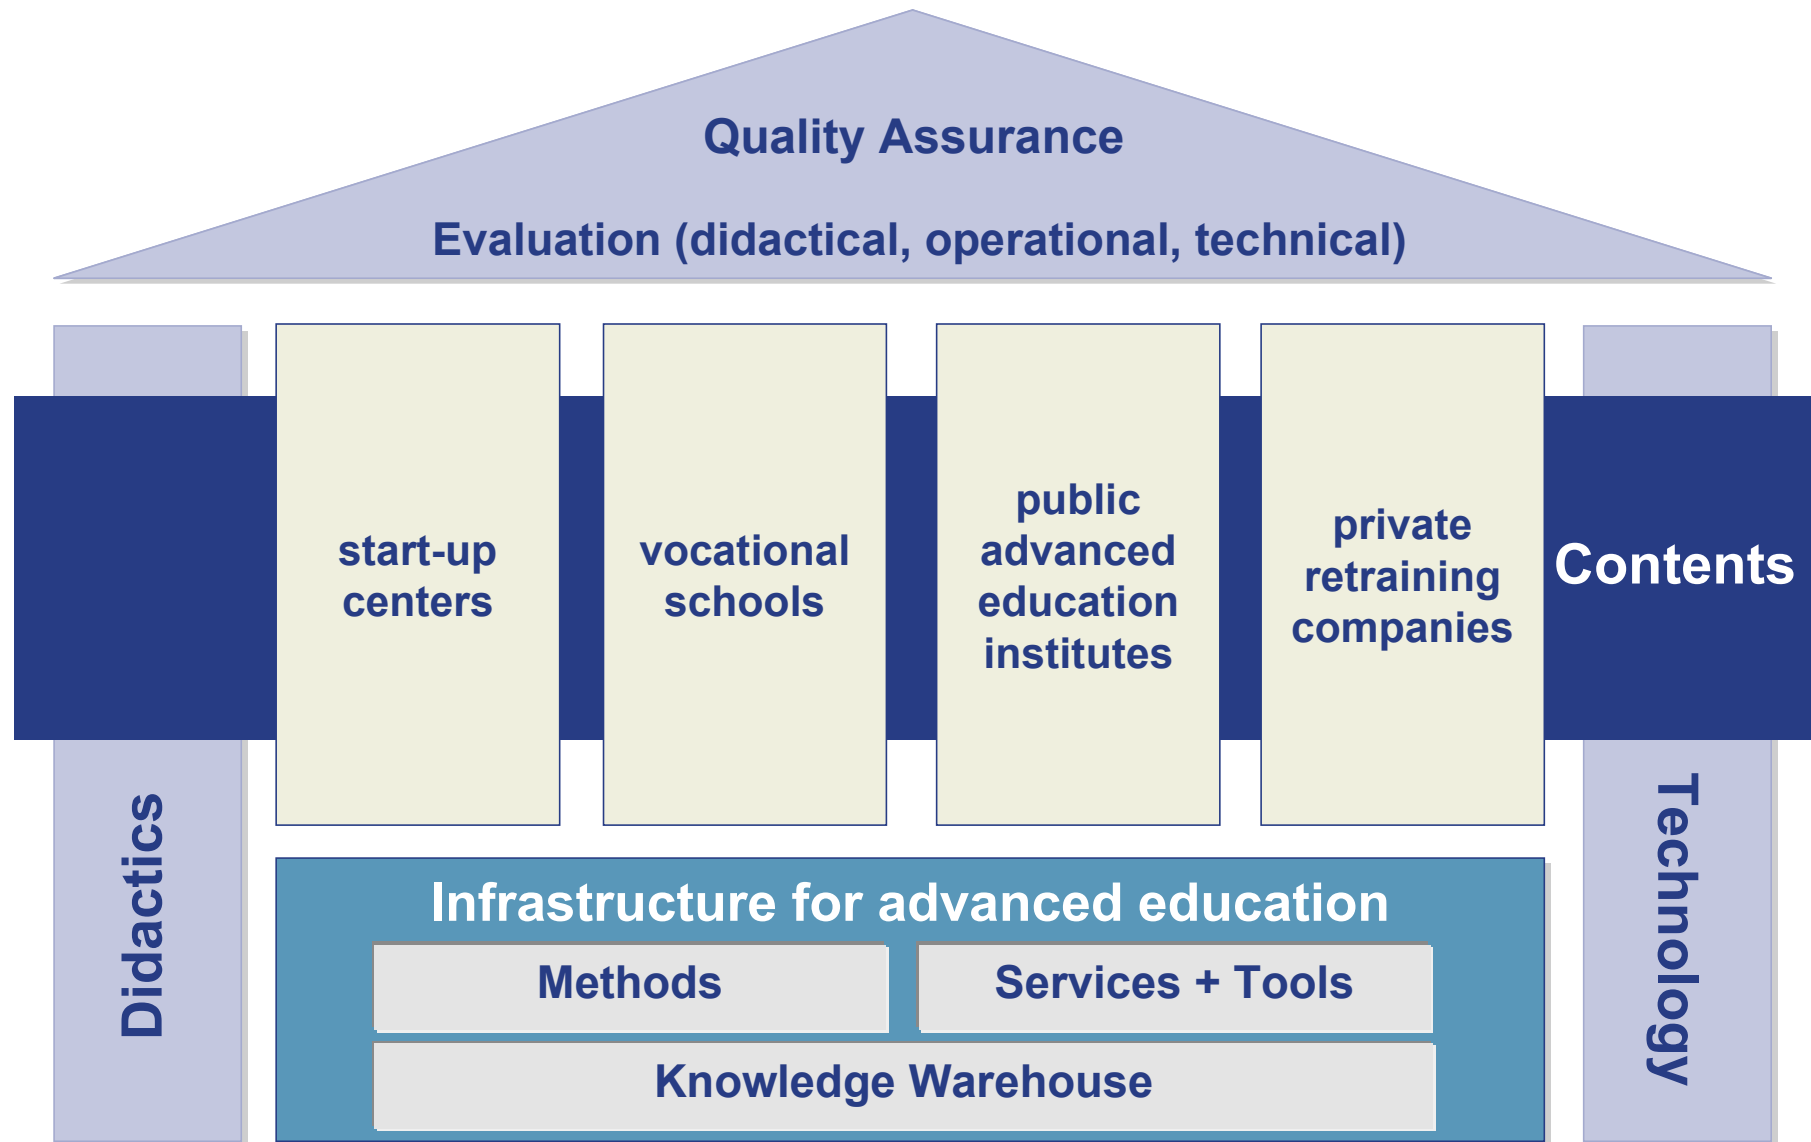 Quality Assurance
Evaluation (didactical, operational, technical)
start-up
centers
vocational
schools
public
advanced
education
institutes
private
retraining
companies
Contents
Didactics
Technology
Infrastructure for advanced education
Methods
Services + Tools
Knowledge Warehouse